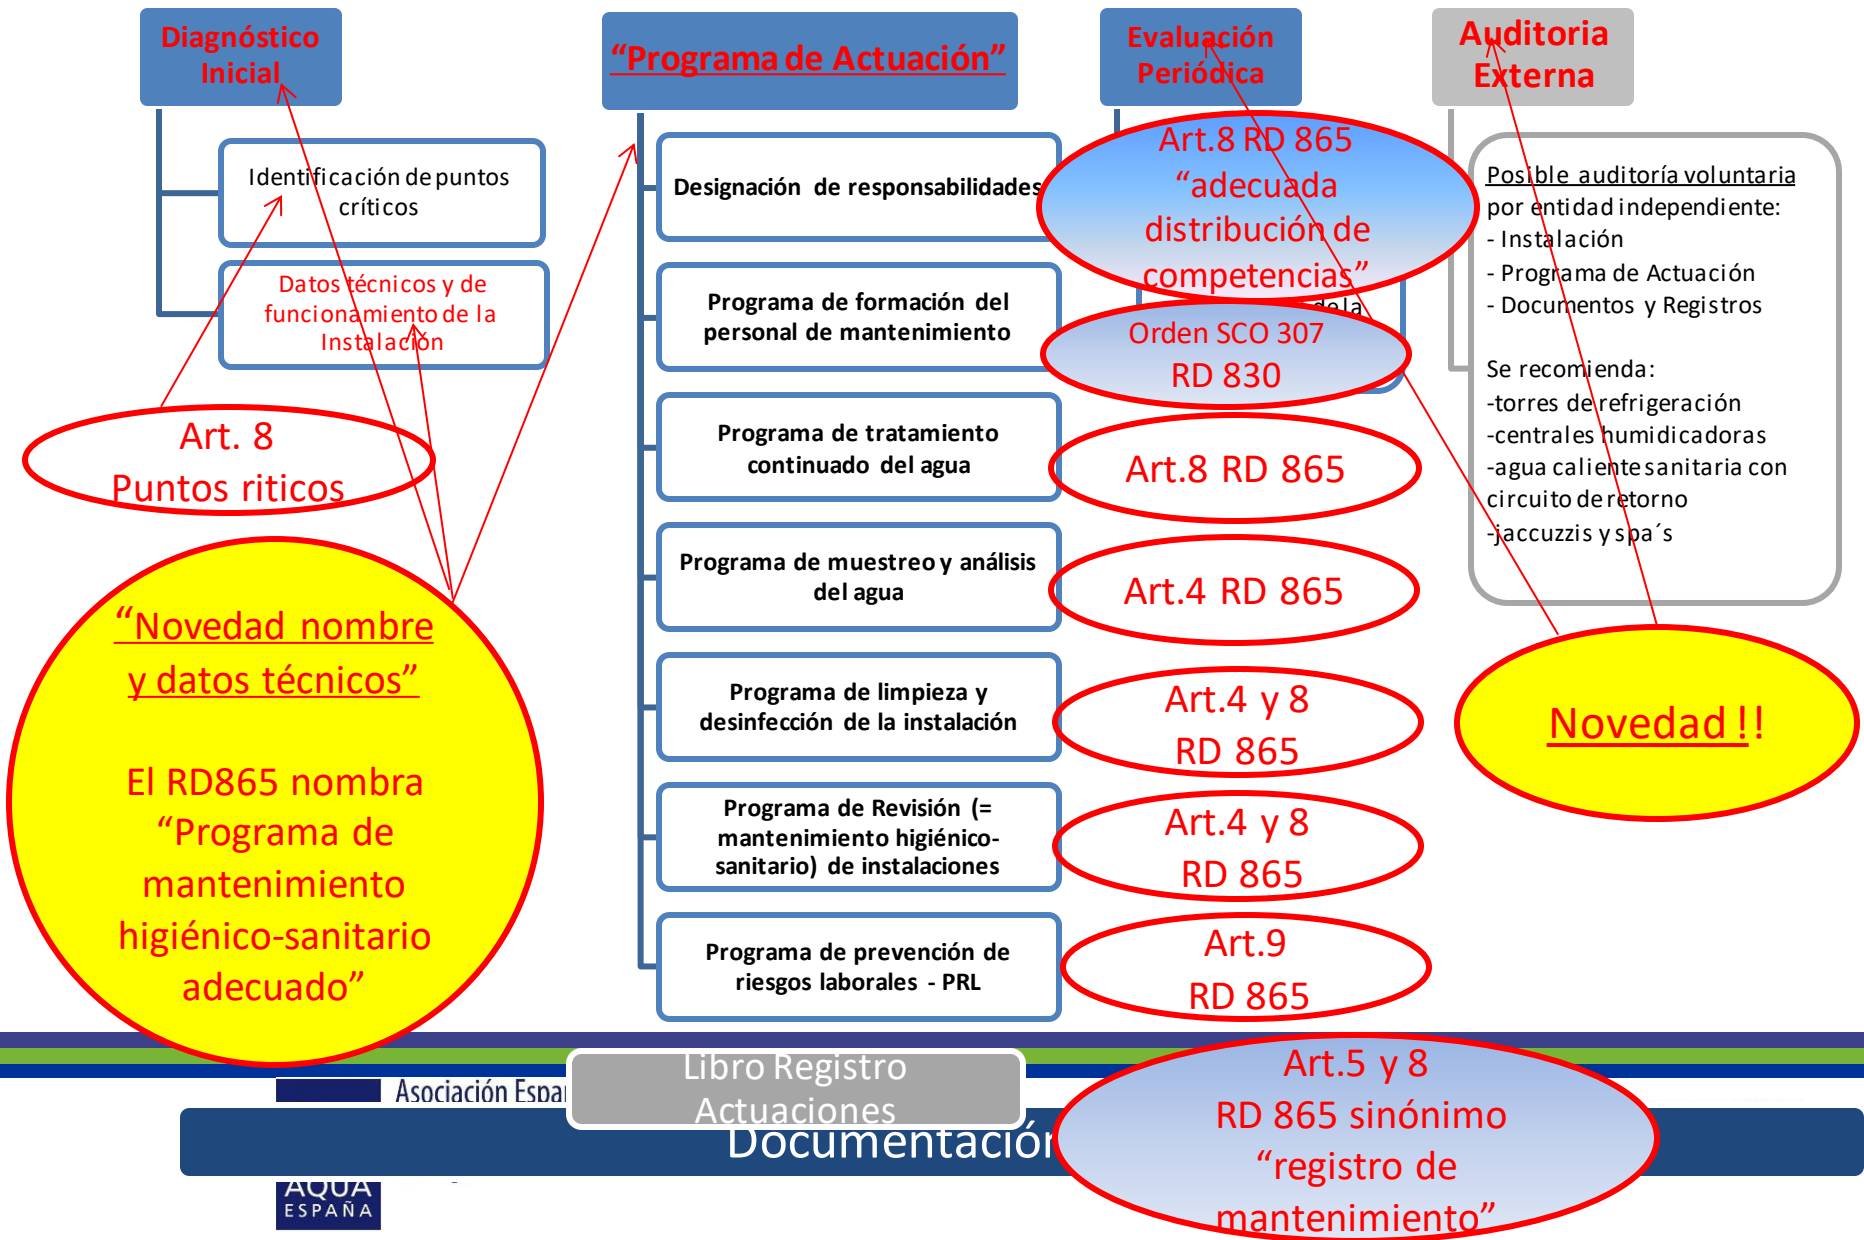 Diagnóstico
Inicial
Identificación de puntos
críticos
Datos técnicos y de
funcionamiento de la
Instalación
Art. 8
Puntos riticos
“Novedad nombre
y datos técnicos”
El RD865 nombra
“Programa de
mantenimiento
higiénico-sanitario
adecuado”
“Programa de Actuación”
Designación de responsabilidades
Programa de formación del
personal de mantenimiento
Programa de tratamiento
continuado del agua
Programa de muestreo y análisis
del agua
Programa de limpieza y
desinfección de la instalación
Programa de Revisión (=
mantenimiento higiénico-
sanitario) de instalaciones
Programa de prevención de
riesgos laborales - PRL
Evaluación
Periódica
Art.8 RD 865
“adecuada
distribución de
competencias”
de la
Orden SCO 307
RD 830
Art.8 RD 865
Art.4 RD 865
Art.4 y 8
RD 865
Art.4 y 8
RD 865
Art.9
RD 865
Auditoria
Externa
Posible auditoría voluntaria
por entidad independiente:
- Instalación
- Programa de Actuación
- Documentos y Registros
Se recomienda:
-torres de refrigeración
-centrales humidicadoras
-agua caliente sanitaria con
circuito de retorno
-jaccuzzis y spa´s
Novedad !!
Libro Registro
Actuaciones
Asociación Espa
Documentación
AQUA
ESPAÑA
Art.5 y 8
RD 865 sinónimo
“registro de
mantenimiento”